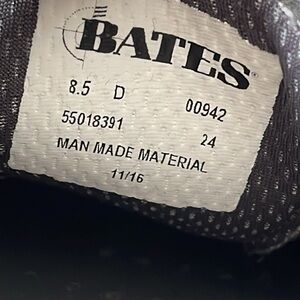 BATES
8.5 D 00942
55018391 24
MAN MADE MATERIAL
11/16